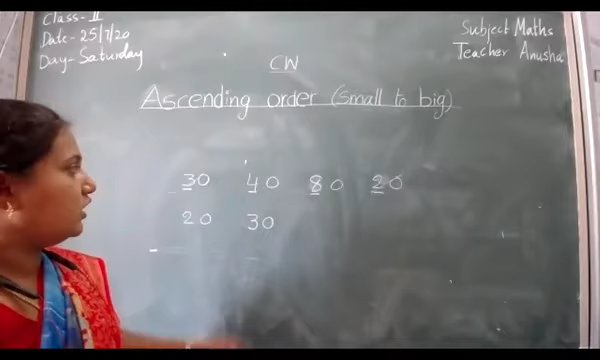 Class - II
Date - 25/7/20
Day - Saturday
Subject Maths
Teacher Anusha
CW
Ascending order (small to big)
30 40 80 20
20 30